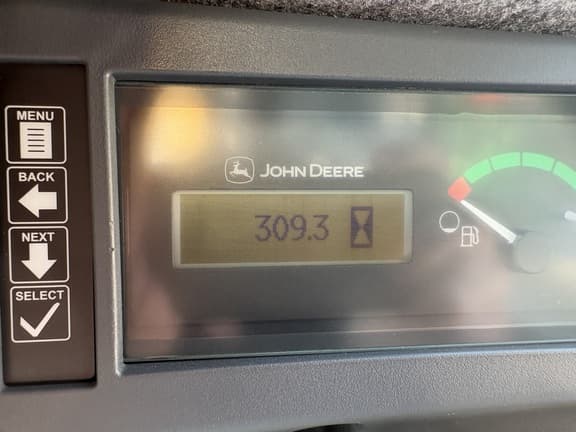 MENU
BACK
NEXT
SELECT
JOHN DEERE
309.3